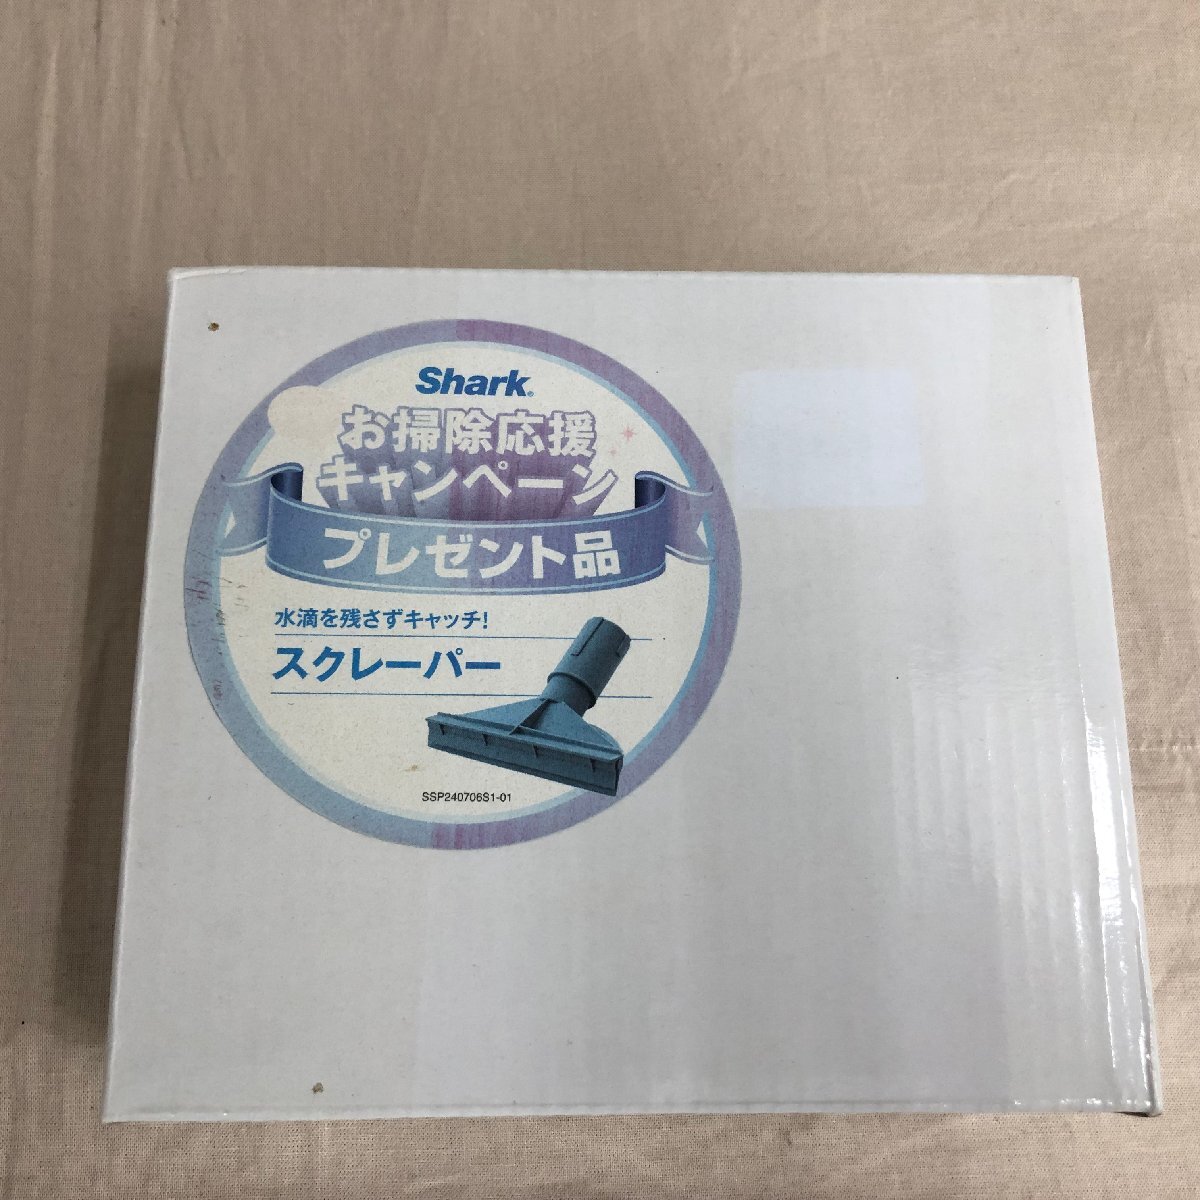 Shark®
お掃除応援
キャンペーン
プレゼント品
水滴を残さずキャッチ!
スクレーパー
SSP240706S1-01